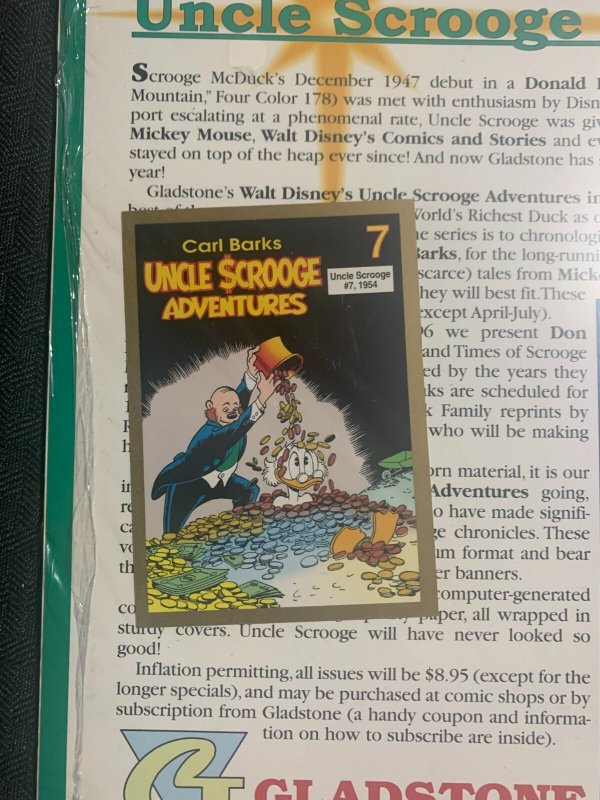 Uncle Scrooge
Scrooge McDuck's December 1947 debut in a Donald
Mountain," Four Color 178) was met with enthusiasm by Disn
port escalating at a phenomenal rate, Uncle Scrooge was giv
Mickey Mouse, Walt Disney's Comics and Stories and ev
stayed on top of the heap ever since! And now Gladstone has
year!
Gladstone's Walt Disney's Uncle Scrooge Adventures in
World's Richest Duck as
e series is to chronologi
Barks, for the long-runni
scarce) tales from Mick
hey will best fit. These
except April-July).
6 we present Don
and Times of Scrooge
ed by the years they
ks are scheduled for
k Family reprints by
who will be making
orn material, it is our
Adventures going,
o have made signifi-
ge chronicles. These
um format and bear
er banners.
computer-generated
paper, all wrapped in
sturdy covers. Uncle Scrooge will have never looked so
good!
Inflation permitting, all issues will be $8.95 (except for the
longer specials), and may be purchased at comic shops or by
subscription from Gladstone (a handy coupon and informa-
tion on how to subscribe are inside).
GLADSTONE
Carl Barks
7
UNCLE $CROOGE
ADVENTURES
Uncle Scrooge
#7, 1954